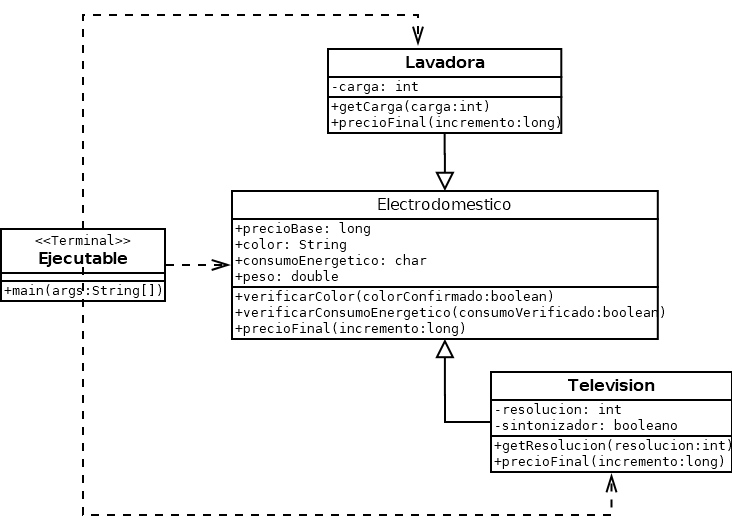 Lavadora
-carga: int
+getCarga(carga:int)
+precioFinal(incremento:long)
Electrodomestico
+precioBase: long
+color: String
+consumoEnergetico: char
+peso: double
+verificarColor(colorConfirmado:boolean)
+verificarConsumoEnergetico(consumoVerificado:boolean)
+precioFinal(incremento:long)
<<Terminal>>
Ejecutable
+main(args:String[])
Television
-resolucion: int
-sintonizador: booleano
+getResolucion(resolucion:int)
+precioFinal(incremento:long)